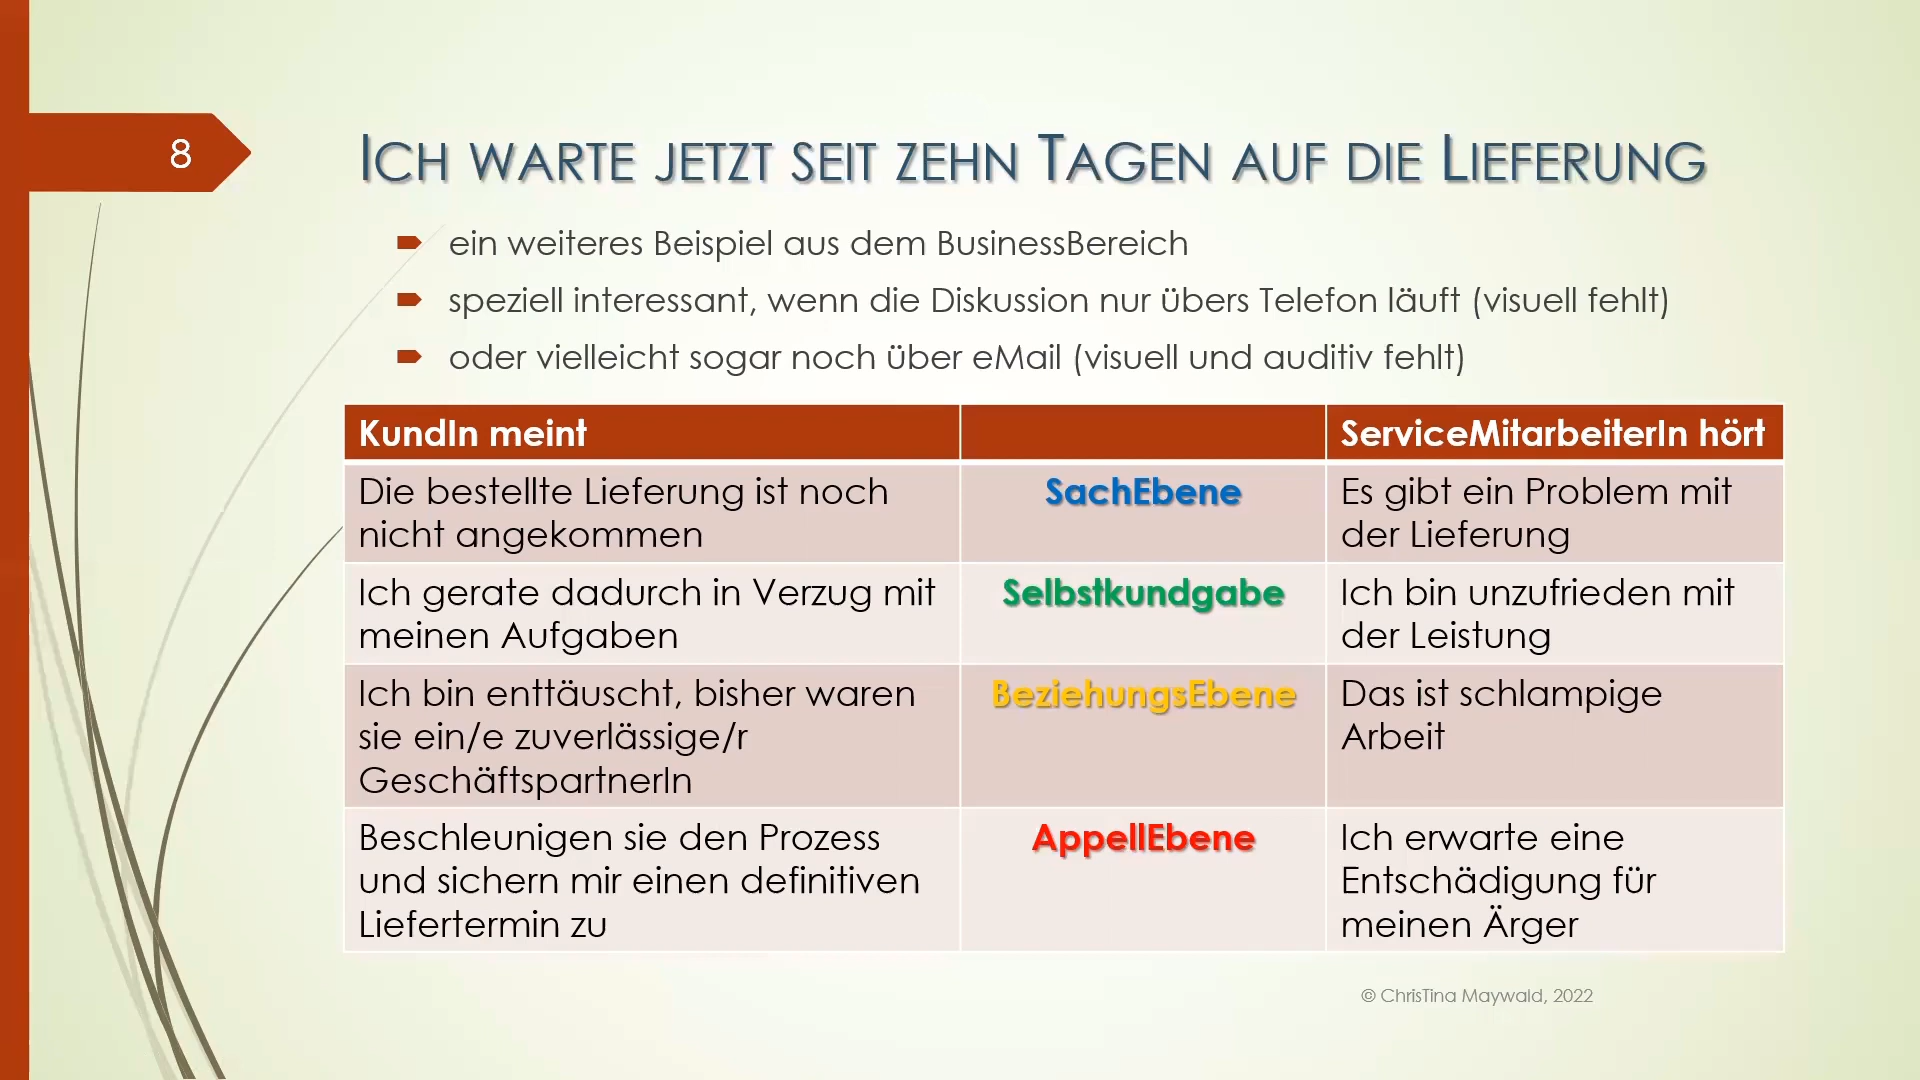 8
Ich warte jetzt seit zehn Tagen auf die Lieferung
ein weiteres Beispiel aus dem BusinessBereich
speziell interessant, wenn die Diskussion nur übers Telefon läuft (visuell fehlt)
oder vielleicht sogar noch über eMail (visuell und auditiv fehlt)
KundIn meint
ServiceMitarbeiterIn hört
Die bestellte Lieferung ist noch
nicht angekommen
SachEbene
Es gibt ein Problem mit
der Lieferung
Ich gerate dadurch in Verzug mit
meinen Aufgaben
Selbstkundgabe
Ich bin unzufrieden mit
der Leistung
Ich bin enttäuscht, bisher waren
sie ein/e zuverlässige/r
GeschäftspartnerIn
BeziehungsEbene
Das ist schlampige
Arbeit
Beschleunigen sie den Prozess
und sichern mir einen definitiven
Liefertermin zu
AppellEbene
Ich erwarte eine
Entschädigung für
meinen Ärger
© ChrisTina Maywald, 2022